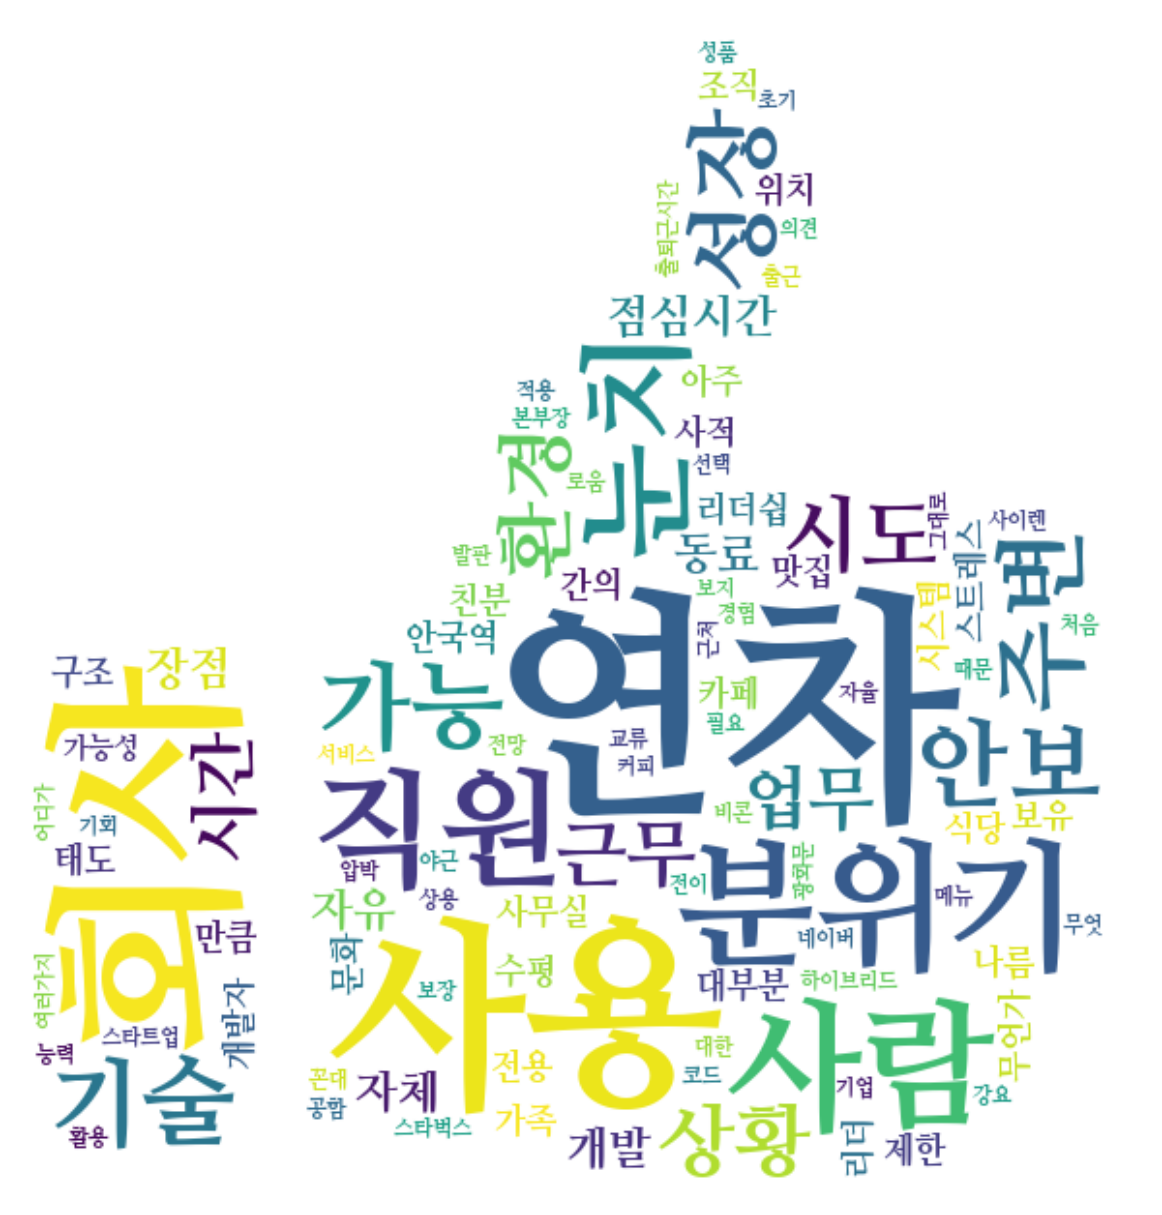 성품
조직
초기
성장
위치
출퇴근시간
의견
출근
점심시간
눈치
아주
적용
본부장
사적
환경
선택
로움
리더쉽
시도
그대로
사이렌
동료
맛집
발판
간의
보지
시스템
스트레스
주변
친분
경험
처음
안국역
근처
연차
때문
구조
장점
회사
가능
카페
자율
필요
가능성
시간
서비스
전망
교류
커피
업무
안보
어디가
기회
직원
근무
비콘
식당
보유
태도
압박
야근
전이
광화문
분위기
메뉴
만큼
자유
상용
사무실
네이버
무엇
여러가지
문화
수평
대부분
하이브리드
나름
개발자
보장
사용
무언가
스타트업
능력
대한
사람
기술
꼰대
전용
코드
기업
강요
공함
자체
가족
활용
스타벅스
개발
상황
리더
제한